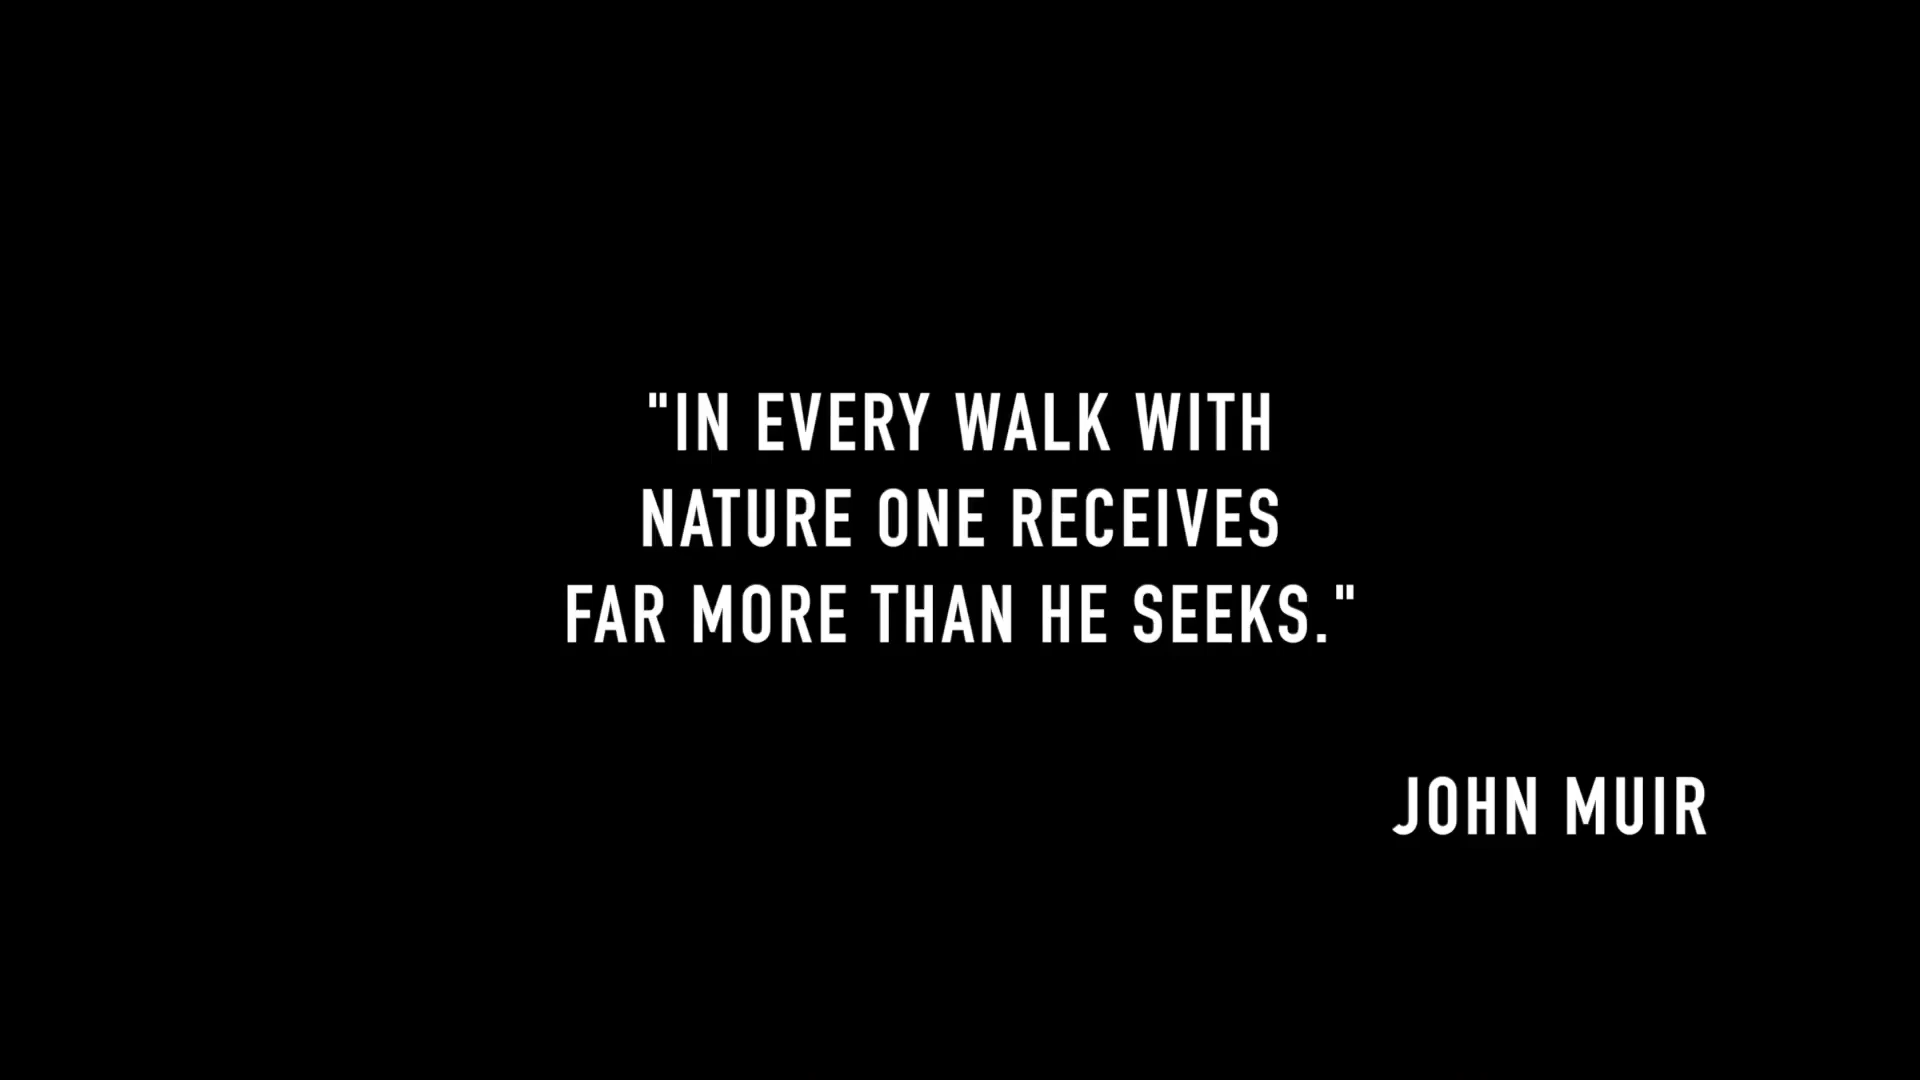 "IN EVERY WALK WITH
NATURE ONE RECEIVES
FAR MORE THAN HE SEEKS."
JOHN MUIR